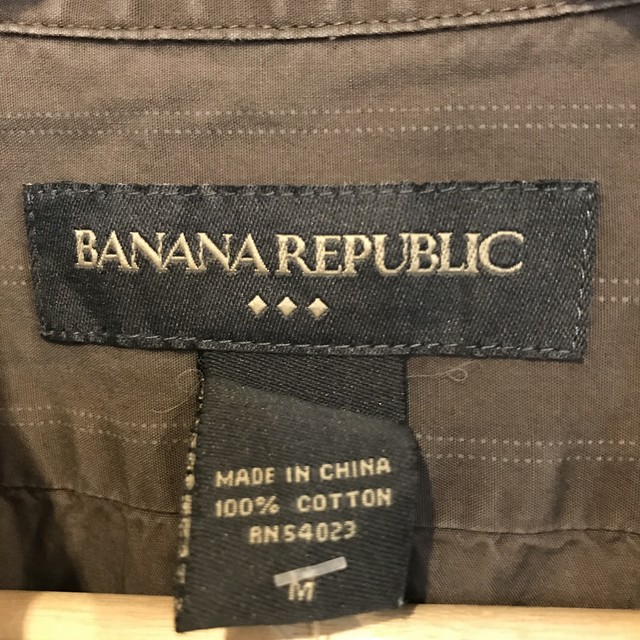 BANANA REPUBLIC
MADE IN CHINA
100% COTTON
RN54023
M